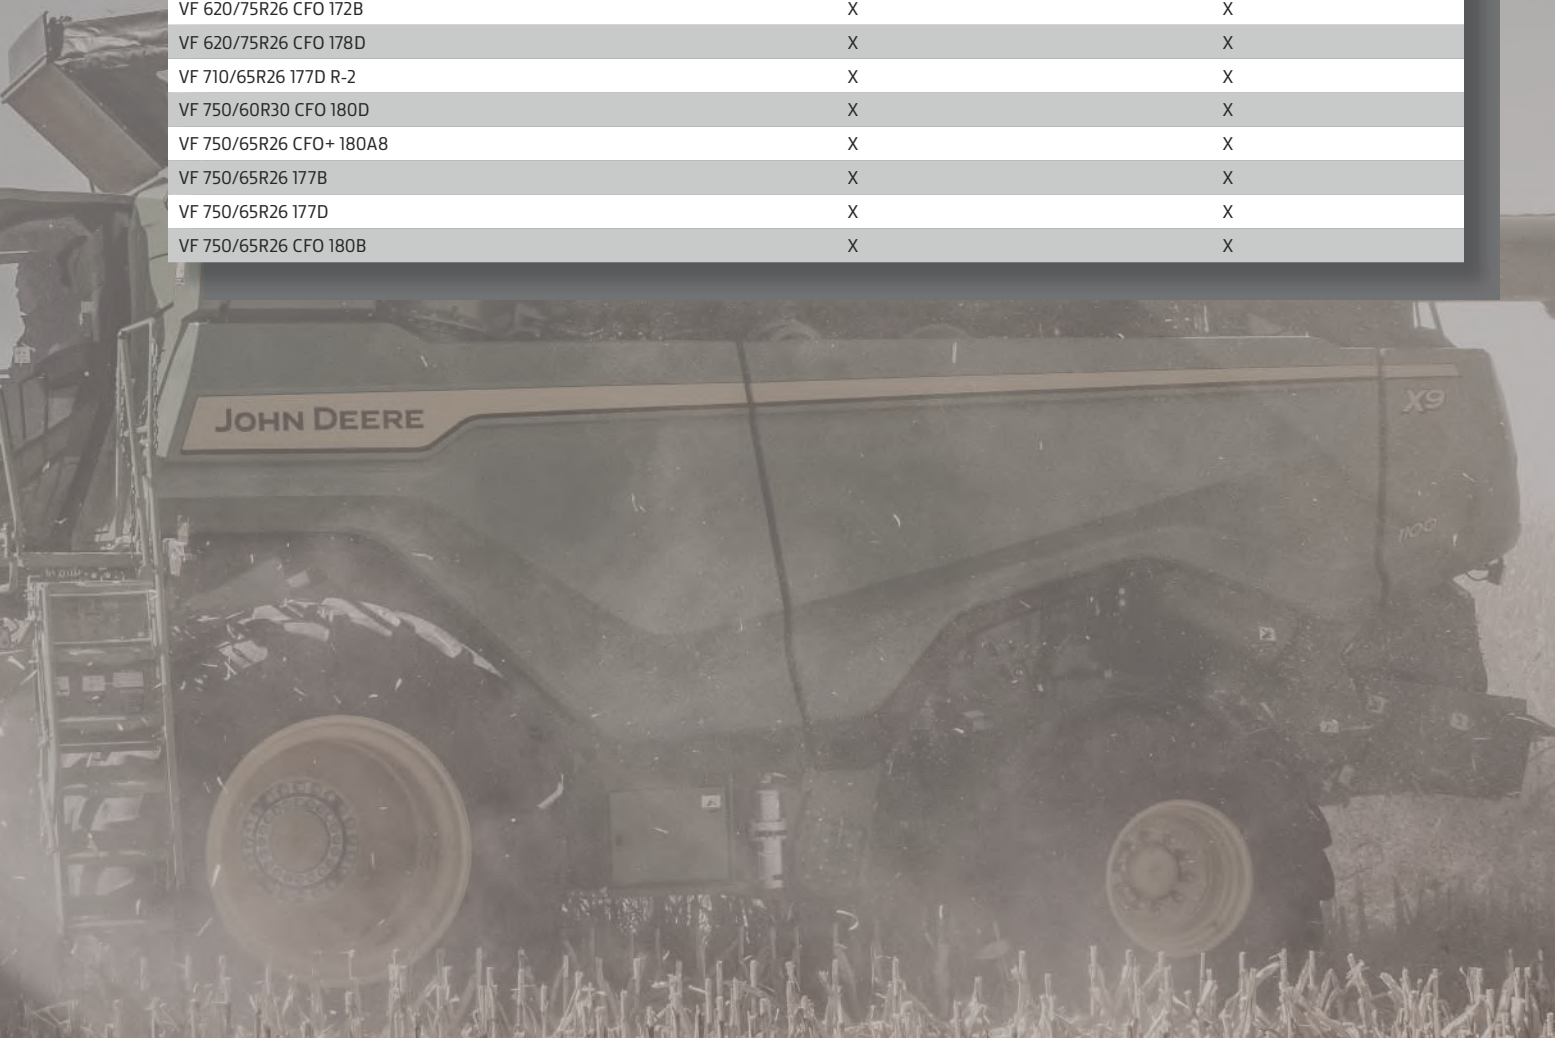 VF 620/75R26 CFO 172B X X
VF 620/75R26 CFO 178D X X
VF 710/65R26 177D R-2 X X
VF 750/60R30 CFO 180D X X
VF 750/65R26 CFO+ 180A8 X X
VF 750/65R26 177B X X
VF 750/65R26 177D X X
VF 750/65R26 CFO 180B X X
JOHN DEERE
X9
1100